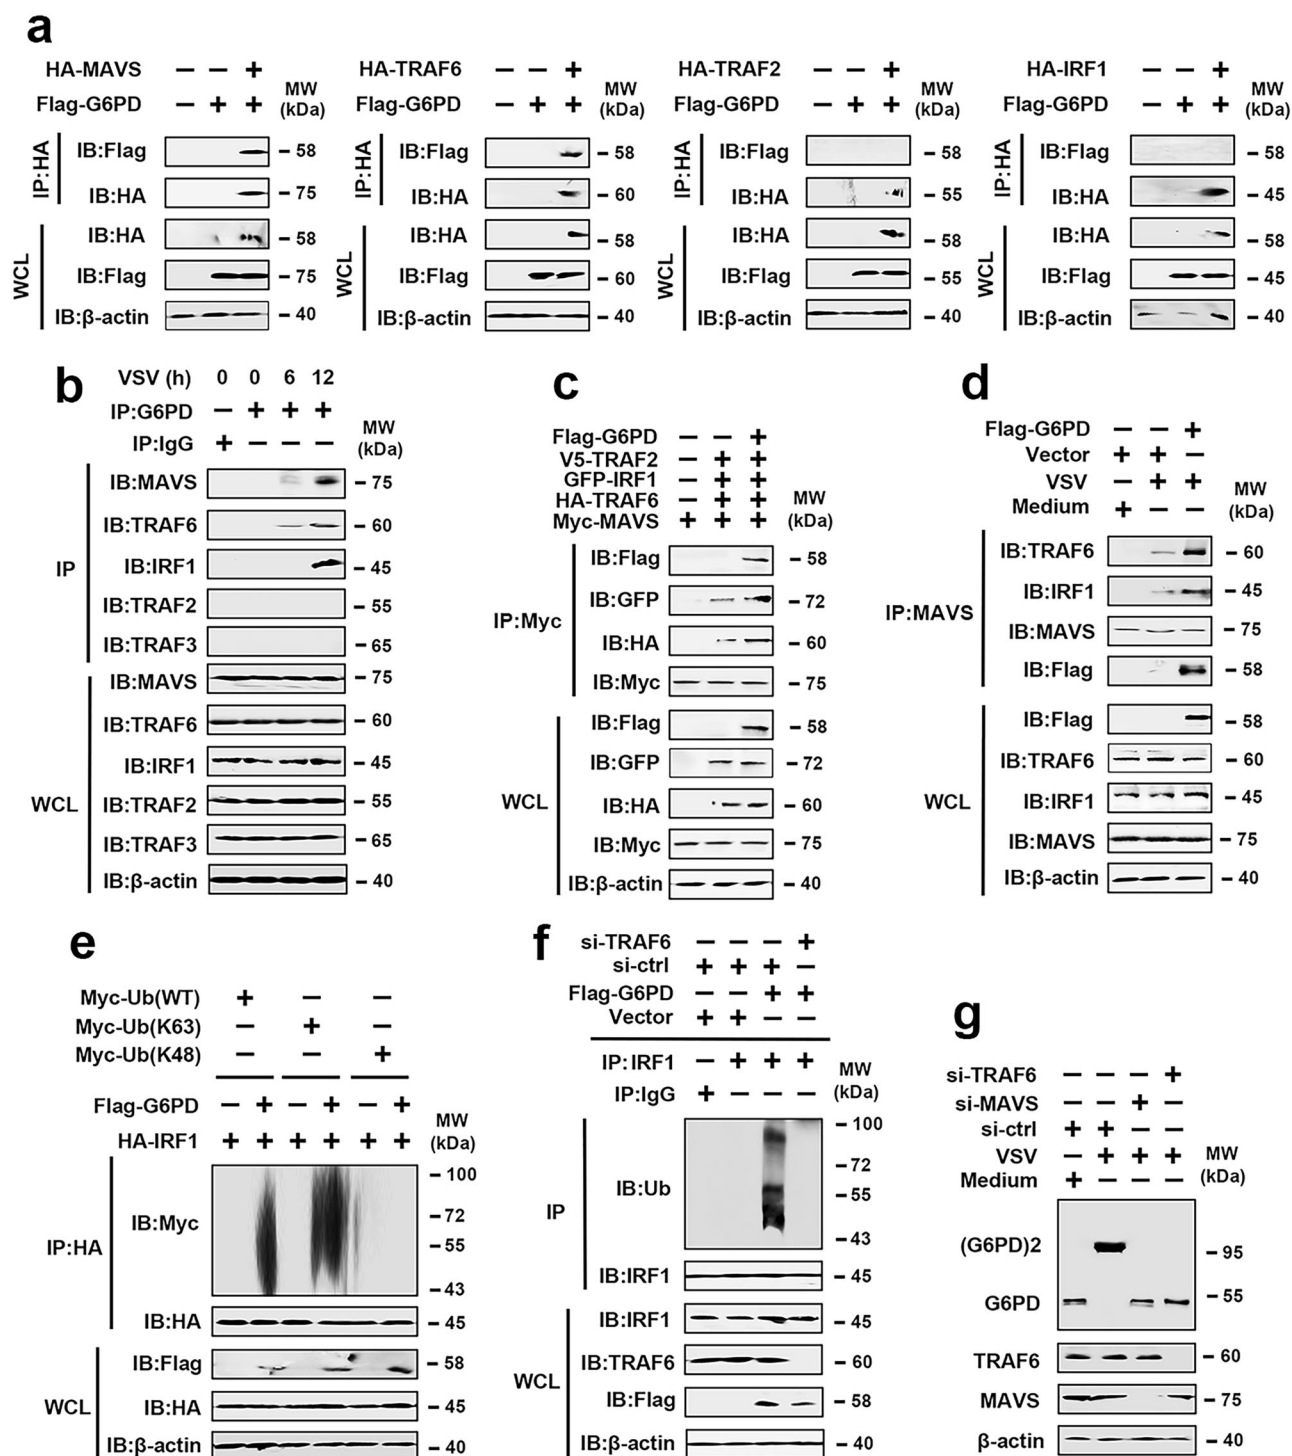 a
HA-MAVS — — +
Flag-G6PD — + +
MW
(kDa)
IP:HA
IB:Flag – 58
IB:HA – 75
WCL
IB:HA – 58
IB:Flag – 75
IB:β-actin – 40
HA-TRAF6 — — +
Flag-G6PD — + +
MW
(kDa)
IP:HA
IB:Flag – 58
IB:HA – 60
WCL
IB:HA – 58
IB:Flag – 60
IB:β-actin – 40
HA-TRAF2 — — +
Flag-G6PD — + +
MW
(kDa)
IP:HA
IB:Flag – 58
IB:HA – 55
WCL
IB:HA – 58
IB:Flag – 55
IB:β-actin – 40
HA-IRF1 — — +
Flag-G6PD — + +
MW
(kDa)
IP:HA
IB:Flag – 58
IB:HA – 45
WCL
IB:HA – 58
IB:Flag – 45
IB:β-actin – 40
b
VSV (h) 0 0 6 12
IP:G6PD — + + +
IP:IgG + — — —
MW
(kDa)
IP
IB:MAVS – 75
IB:TRAF6 – 60
IB:IRF1 – 45
IB:TRAF2 – 55
IB:TRAF3 – 65
WCL
IB:MAVS – 75
IB:TRAF6 – 60
IB:IRF1 – 45
IB:TRAF2 – 55
IB:TRAF3 – 65
IB:β-actin – 40
c
Flag-G6PD — — +
V5-TRAF2 — + +
GFP-IRF1 — + +
HA-TRAF6 — + +
Myc-MAVS + + +
MW
(kDa)
IP:Myc
IB:Flag – 58
IB:GFP – 72
IB:HA – 60
IB:Myc – 75
WCL
IB:Flag – 58
IB:GFP – 72
IB:HA – 60
IB:Myc – 75
IB:β-actin – 40
d
Flag-G6PD — — +
Vector + + —
VSV — + +
Medium + — —
MW
(kDa)
IP:MAVS
IB:TRAF6 – 60
IB:IRF1 – 45
IB:MAVS – 75
IB:Flag – 58
WCL
IB:Flag – 58
IB:TRAF6 – 60
IB:IRF1 – 45
IB:MAVS – 75
IB:β-actin – 40
e
Myc-Ub(WT) + — —
Myc-Ub(K63) — + —
Myc-Ub(K48) — — +
Flag-G6PD — + — + — +
HA-IRF1 + + + + + +
MW
(kDa)
IP:HA
IB:Myc
– 100
– 72
– 55
– 43
IB:HA – 45
WCL
IB:Flag – 58
IB:HA – 45
IB:β-actin – 40
f
si-TRAF6 — — — +
si-ctrl + + + —
Flag-G6PD — — + +
Vector + + — —
IP:IRF1 — + + +
IP:IgG + — — —
MW
(kDa)
IP
IB:Ub
– 100
– 72
– 55
– 43
IB:IRF1 – 45
WCL
IB:IRF1 – 45
IB:TRAF6 – 60
IB:Flag – 58
IB:β-actin – 40
g
si-TRAF6 — — — +
si-MAVS — — + —
si-ctrl + + — —
VSV — + + +
Medium + — — —
MW
(kDa)
(G6PD)2 – 95
G6PD – 55
TRAF6 – 60
MAVS – 75
β-actin – 40